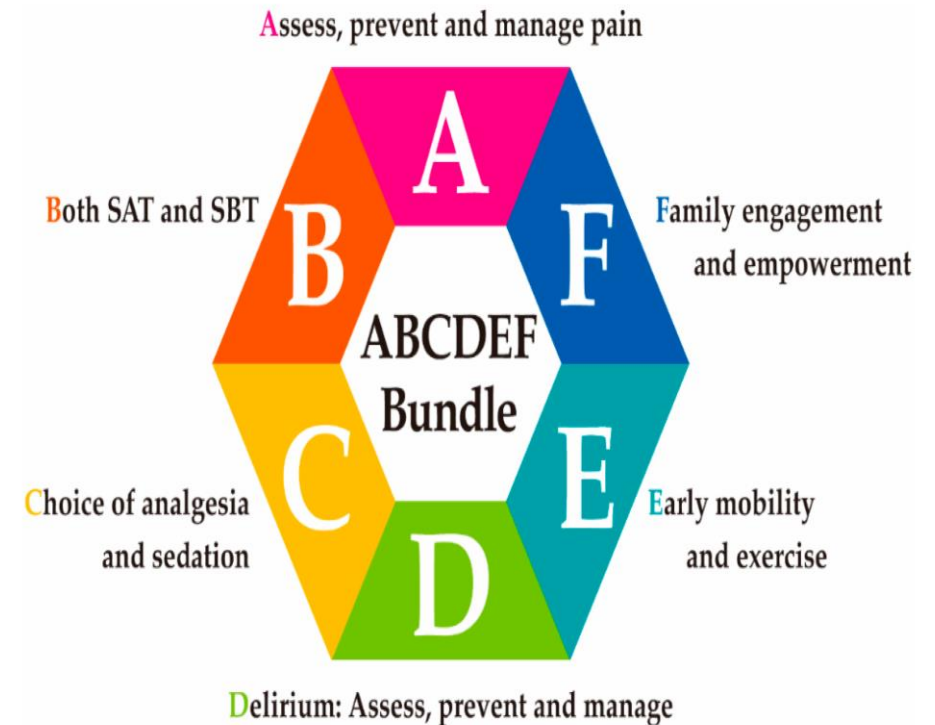 Assess, prevent and manage pain
A
Both SAT and SBT
B
F
Family engagement
and empowerment
ABCDEF
Bundle
Choice of analgesia
and sedation
C
E
Early mobility
and exercise
D
Delirium: Assess, prevent and manage